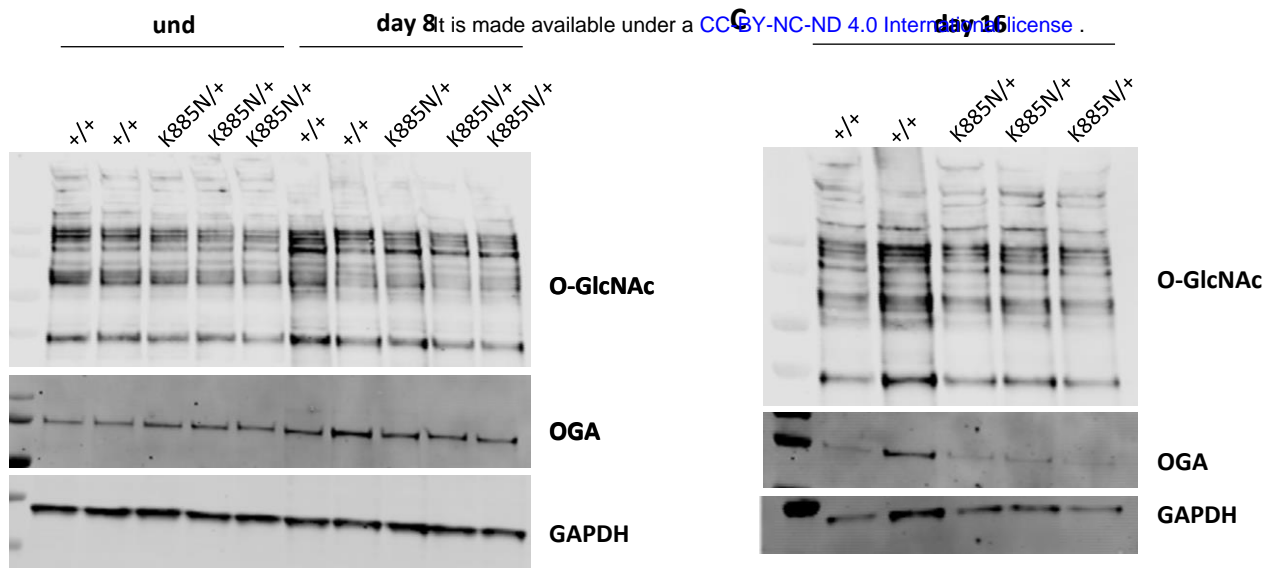 und day 8 It is made available under a CC-BY-NC-ND 4.0 International license . C day 16
+/+ +/+ K885N/+ K885N/+ K885N/+ +/+ +/+ K885N/+ K885N/+ K885N/+ +/+ +/+ K885N/+ K885N/+ K885N/+
O-GlcNAc O-GlcNAc
OGA OGA
GAPDH GAPDH